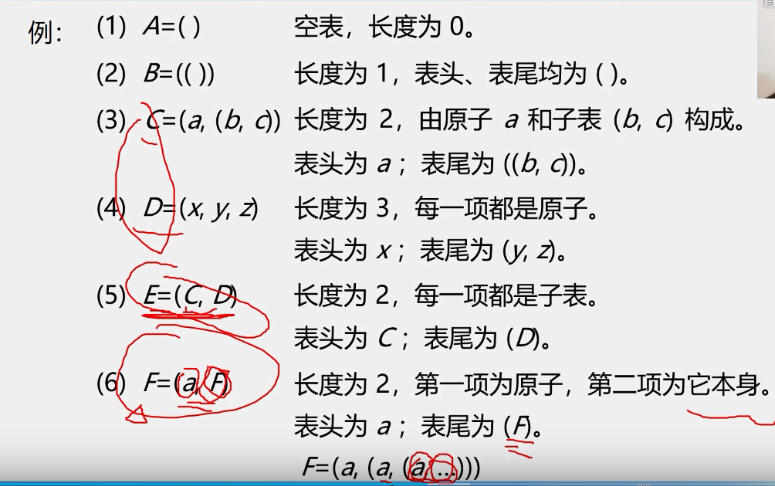 例： (1) A=( ) 空表，长度为 0。
(2) B=(( )) 长度为 1，表头、表尾均为 ( )。
(3) C=(a, (b, c)) 长度为 2，由原子 a 和子表 (b, c) 构成。
表头为 a ；表尾为 ((b, c))。
(4) D=(x, y, z) 长度为 3，每一项都是原子。
表头为 x ；表尾为 (y, z)。
(5) E=(C, D) 长度为 2，每一项都是子表。
表头为 C ；表尾为 (D)。
(6) F=(a, F) 长度为 2，第一项为原子，第二项为它本身。
表头为 a ；表尾为 (F)。
F=(a, (a, (a, …)))